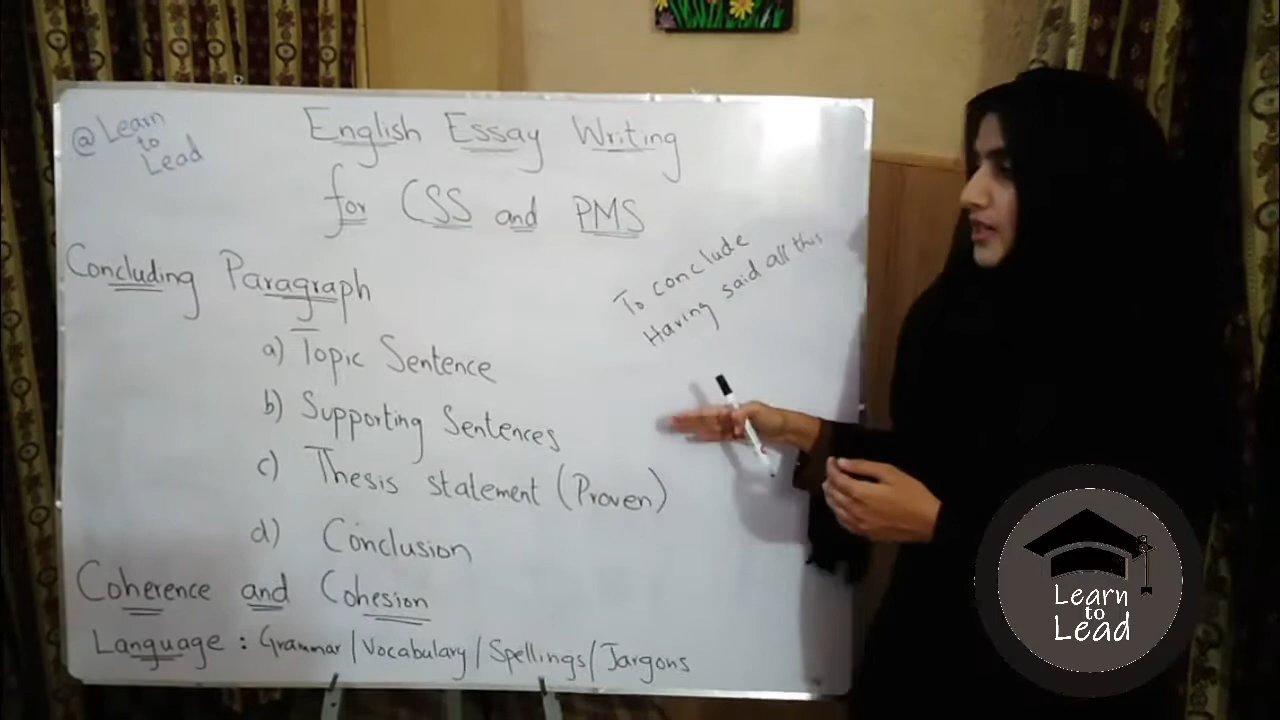 @ Learn
to
Lead
English Essay Writing
for CSS and PMS
Concluding Paragraph
To conclude
Having said all this
a) Topic Sentence
b) Supporting Sentences
c) Thesis statement (Proven)
d) Conclusion
Coherence and Cohesion
Language : Grammar/Vocabulary/Spellings/Jargons
Learn
to
Lead